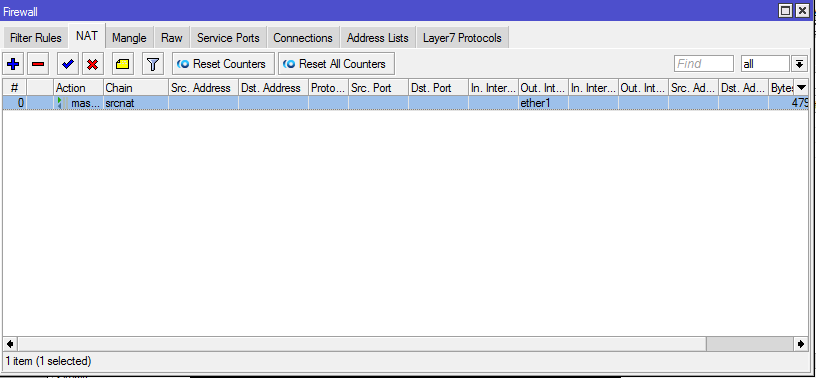 Firewall
Filter Rules NAT Mangle Raw Service Ports Connections Address Lists Layer7 Protocols
Reset Counters Reset All Counters Find all
# Action Chain Src. Address Dst. Address Proto... Src. Port Dst. Port In. Inter... Out. Int... In. Inter... Out. Int... Src. Ad... Dst. Ad... Bytes
0 mas... srcnat ether1 479
1 item (1 selected)